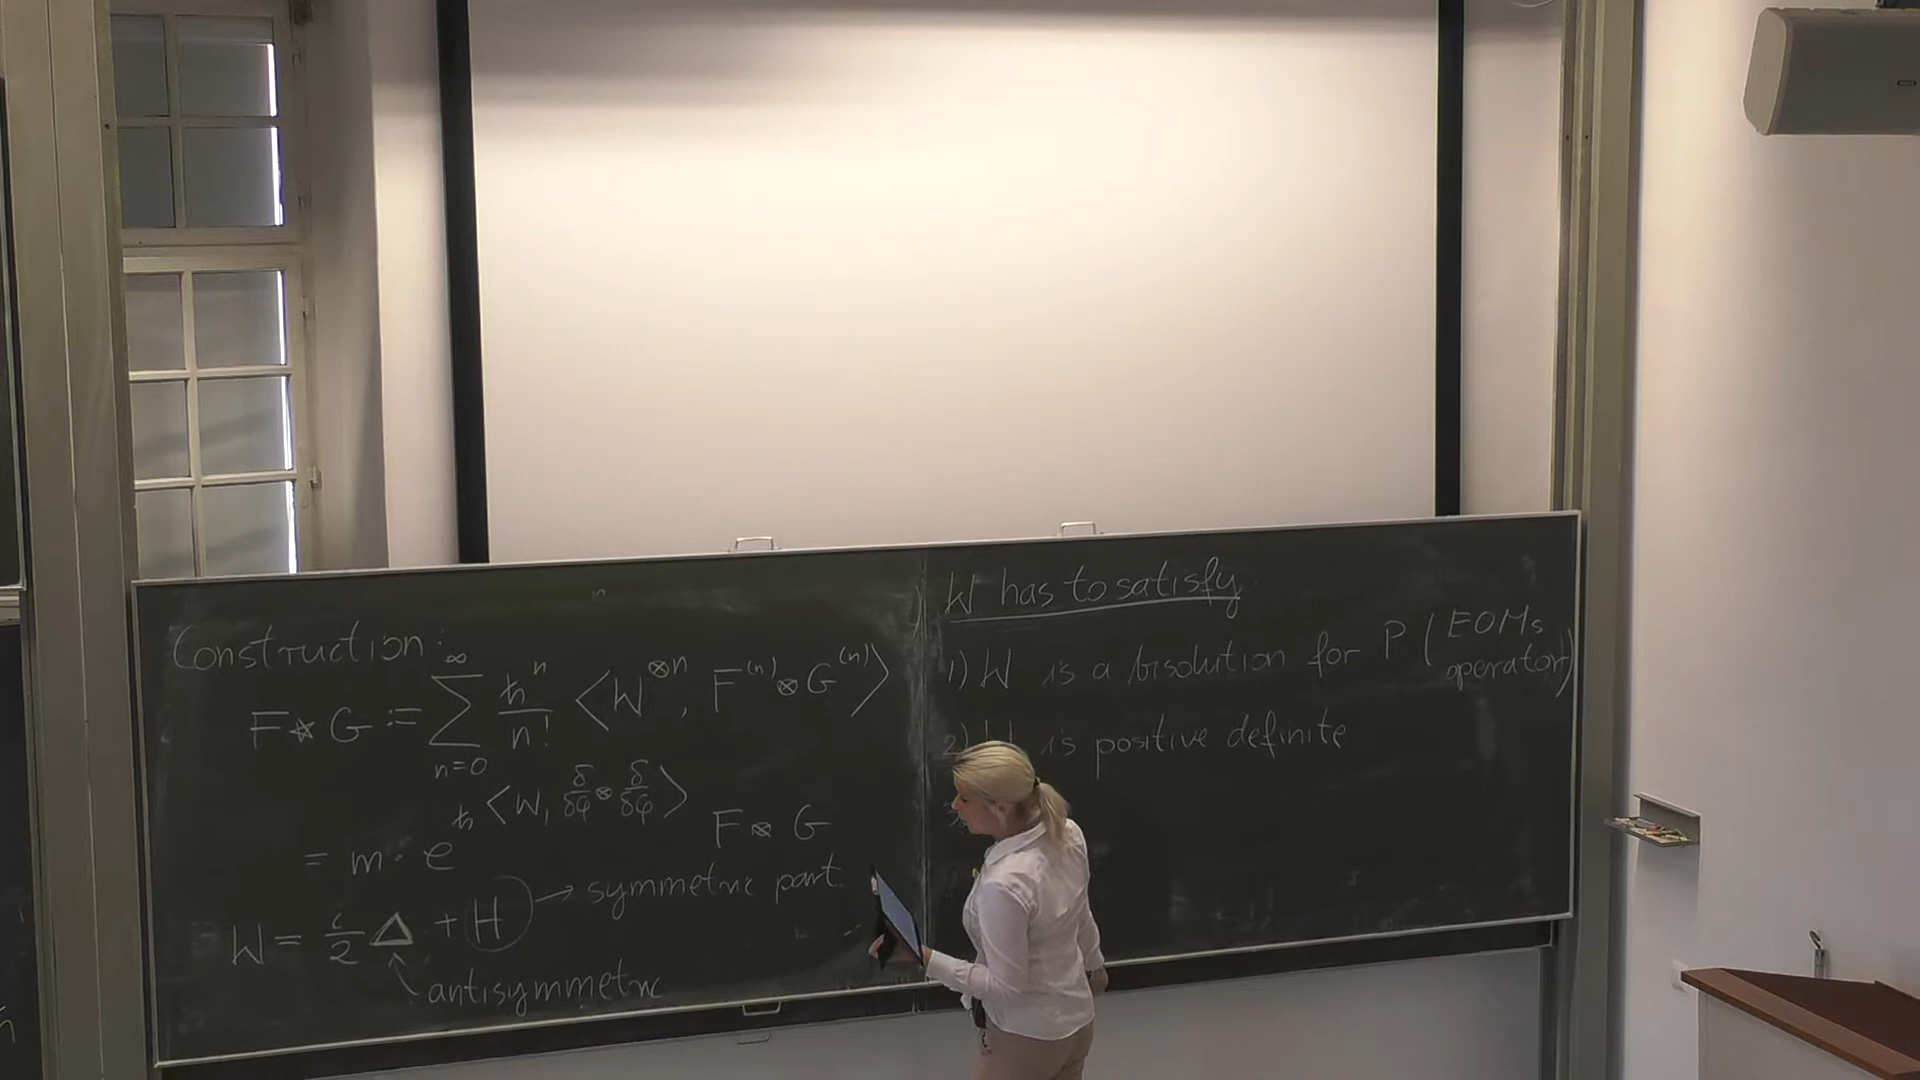 Construction:
F ⋆ G := ∑_{n=0}^{∞} ħ^n/n! ⟨W^{⊗n}, F^{(n)} ⊗ G^{(n)}⟩
= m · e^{ħ⟨W, δ/δφ ⊗ δ/δφ⟩} F ⊗ G
W = i/2 Δ + H → symmetric part
antisymmetric
W has to satisfy
1) W is a bisolution for P (EOMs
operator)
2) W is positive definite